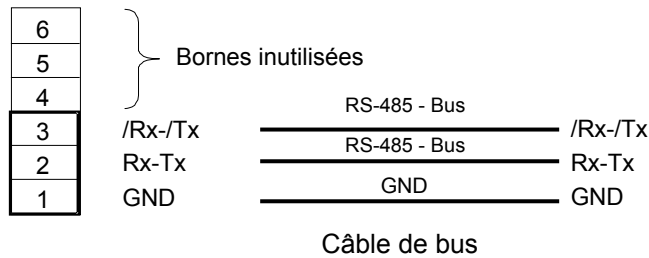 6
5 Bornes inutilisées
4
RS-485 - Bus
3 /Rx-/Tx /Rx-/Tx
RS-485 - Bus
2 Rx-Tx Rx-Tx
GND
1 GND GND
Câble de bus